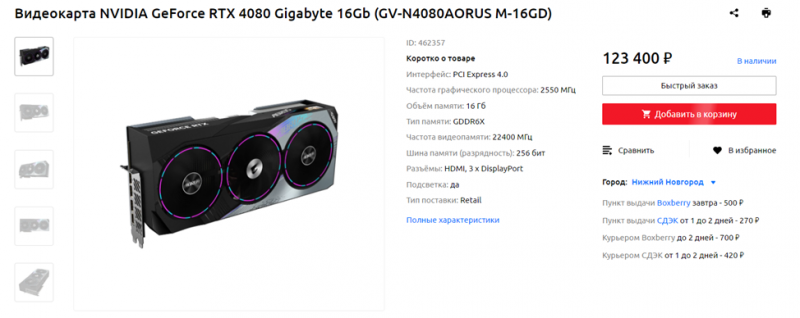 Видеокарта NVIDIA GeForce RTX 4080 Gigabyte 16Gb (GV-N4080AORUS M-16GD)
ID: 462357
Коротко о товаре
Интерфейс: PCI Express 4.0
Частота графического процессора: 2550 МГц
Объём памяти: 16 Гб
Тип памяти: GDDR6X
Частота видеопамяти: 22400 МГц
Шина памяти (разрядность): 256 бит
Разъёмы: HDMI, 3 x DisplayPort
Подсветка: да
Тип поставки: Retail
Полные характеристики
GEFORCE RTX
123 400 ₽
В наличии
Быстрый заказ
Добавить в корзину
Сравнить
В избранное
Город: Нижний Новгород
Пункт выдачи Boxberry завтра - 500 ₽
Пункт выдачи СДЭК от 1 до 2 дней - 270 ₽
Курьером Boxberry до 2 дней - 700 ₽
Курьером СДЭК от 1 до 2 дней - 420 ₽